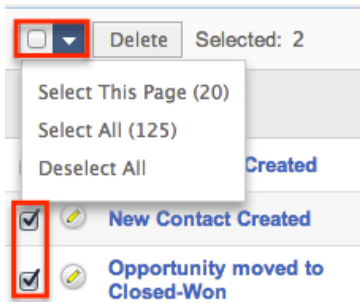 Delete Selected: 2
Select This Page (20)
Select All (125)
Deselect All
Created
New Contact Created
Opportunity moved to
Closed-Won